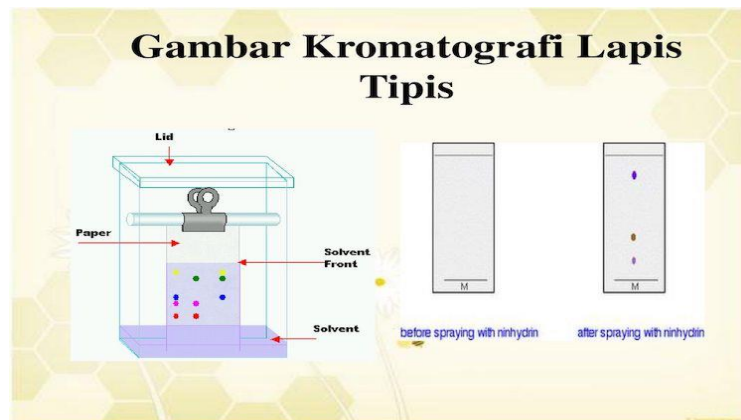 Gambar Kromatografi Lapis
Tipis
Lid
Paper
Solvent
Front
Solvent
M
before spraying with ninhydrin
M
after spraying with ninhydrin